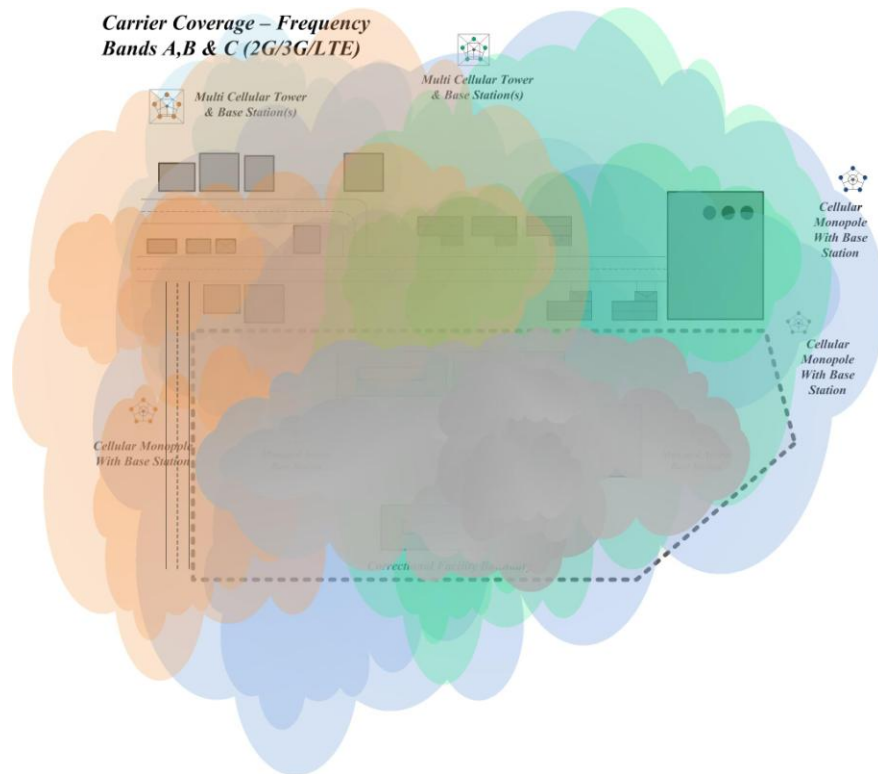 Carrier Coverage – Frequency
Bands A,B & C (2G/3G/LTE)
Multi Cellular Tower
& Base Station(s)
Multi Cellular Tower
& Base Station(s)
Cellular
Monopole
With Base
Station
Cellular
Monopole
With Base
Station
Cellular Monopole
With Base Station
Correctional Facility Boundary